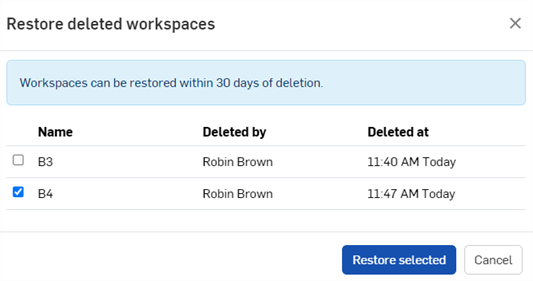 Restore deleted workspaces
Workspaces can be restored within 30 days of deletion.
Name Deleted by Deleted at
B3 Robin Brown 11:40 AM Today
B4 Robin Brown 11:47 AM Today
Restore selected Cancel